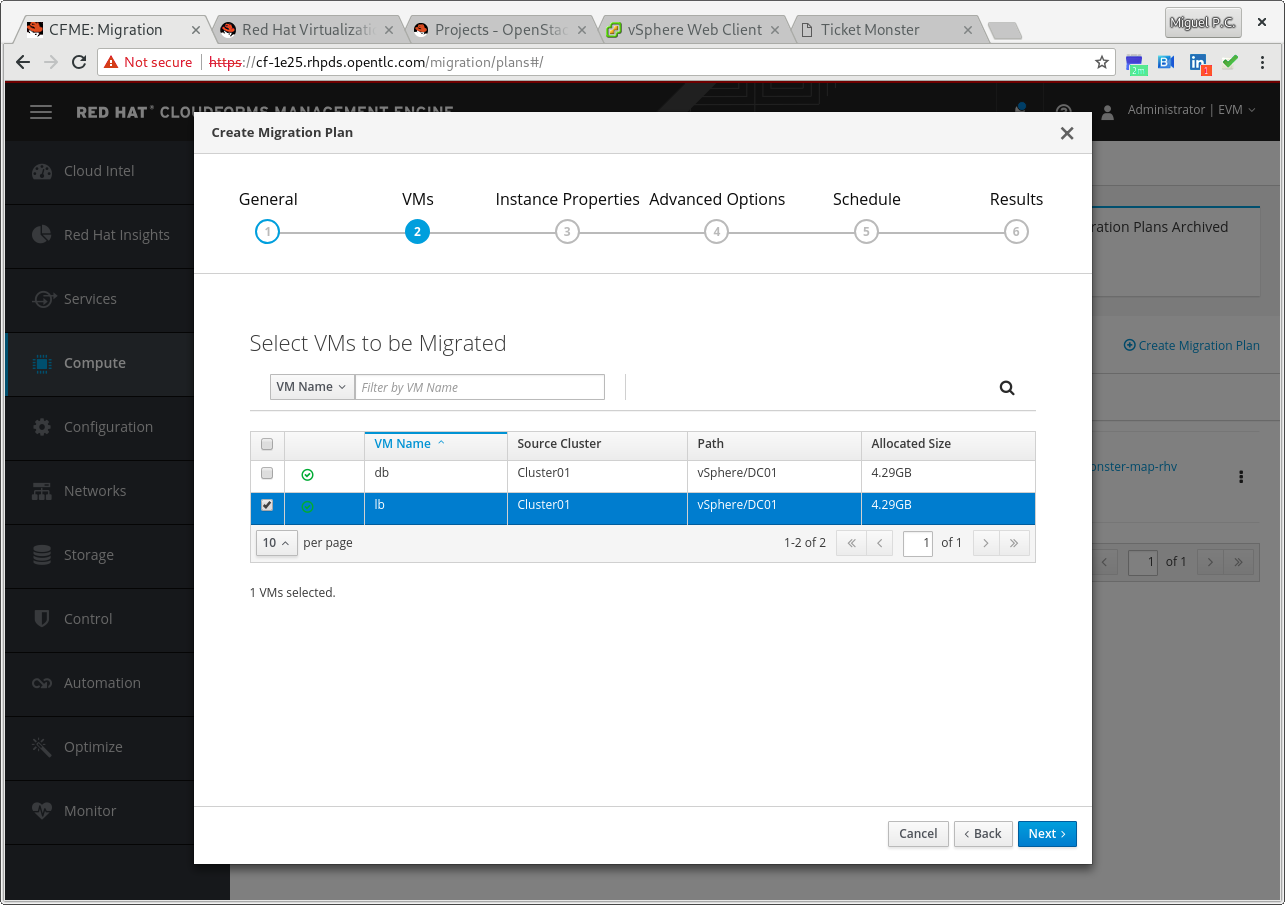 CFME: Migration
Red Hat Virtualizatic
Projects - OpenStac
vSphere Web Client
Ticket Monster
Miguel P.C.
Not secure
https://cf-1e25.rhpds.opentlc.com/migration/plans#/
2m
1
RED HAT CLOUDFORMS MANAGEMENT ENGINE
Administrator | EVM
Cloud Intel
Red Hat Insights
Services
Compute
Configuration
Networks
Storage
Control
Automation
Optimize
Monitor
Create Migration Plan
General
VMs
Instance Properties
Advanced Options
Schedule
Results
1
2
3
4
5
6
Select VMs to be Migrated
VM Name
Filter by VM Name
VM Name Source Cluster Path Allocated Size
db Cluster01 vSphere/DC01 4.29GB
lb Cluster01 vSphere/DC01 4.29GB
10 per page 1-2 of 2 1 of 1
1 VMs selected.
Cancel
Back
Next
ration Plans Archived
Create Migration Plan
onster-map-rhv
1 of 1